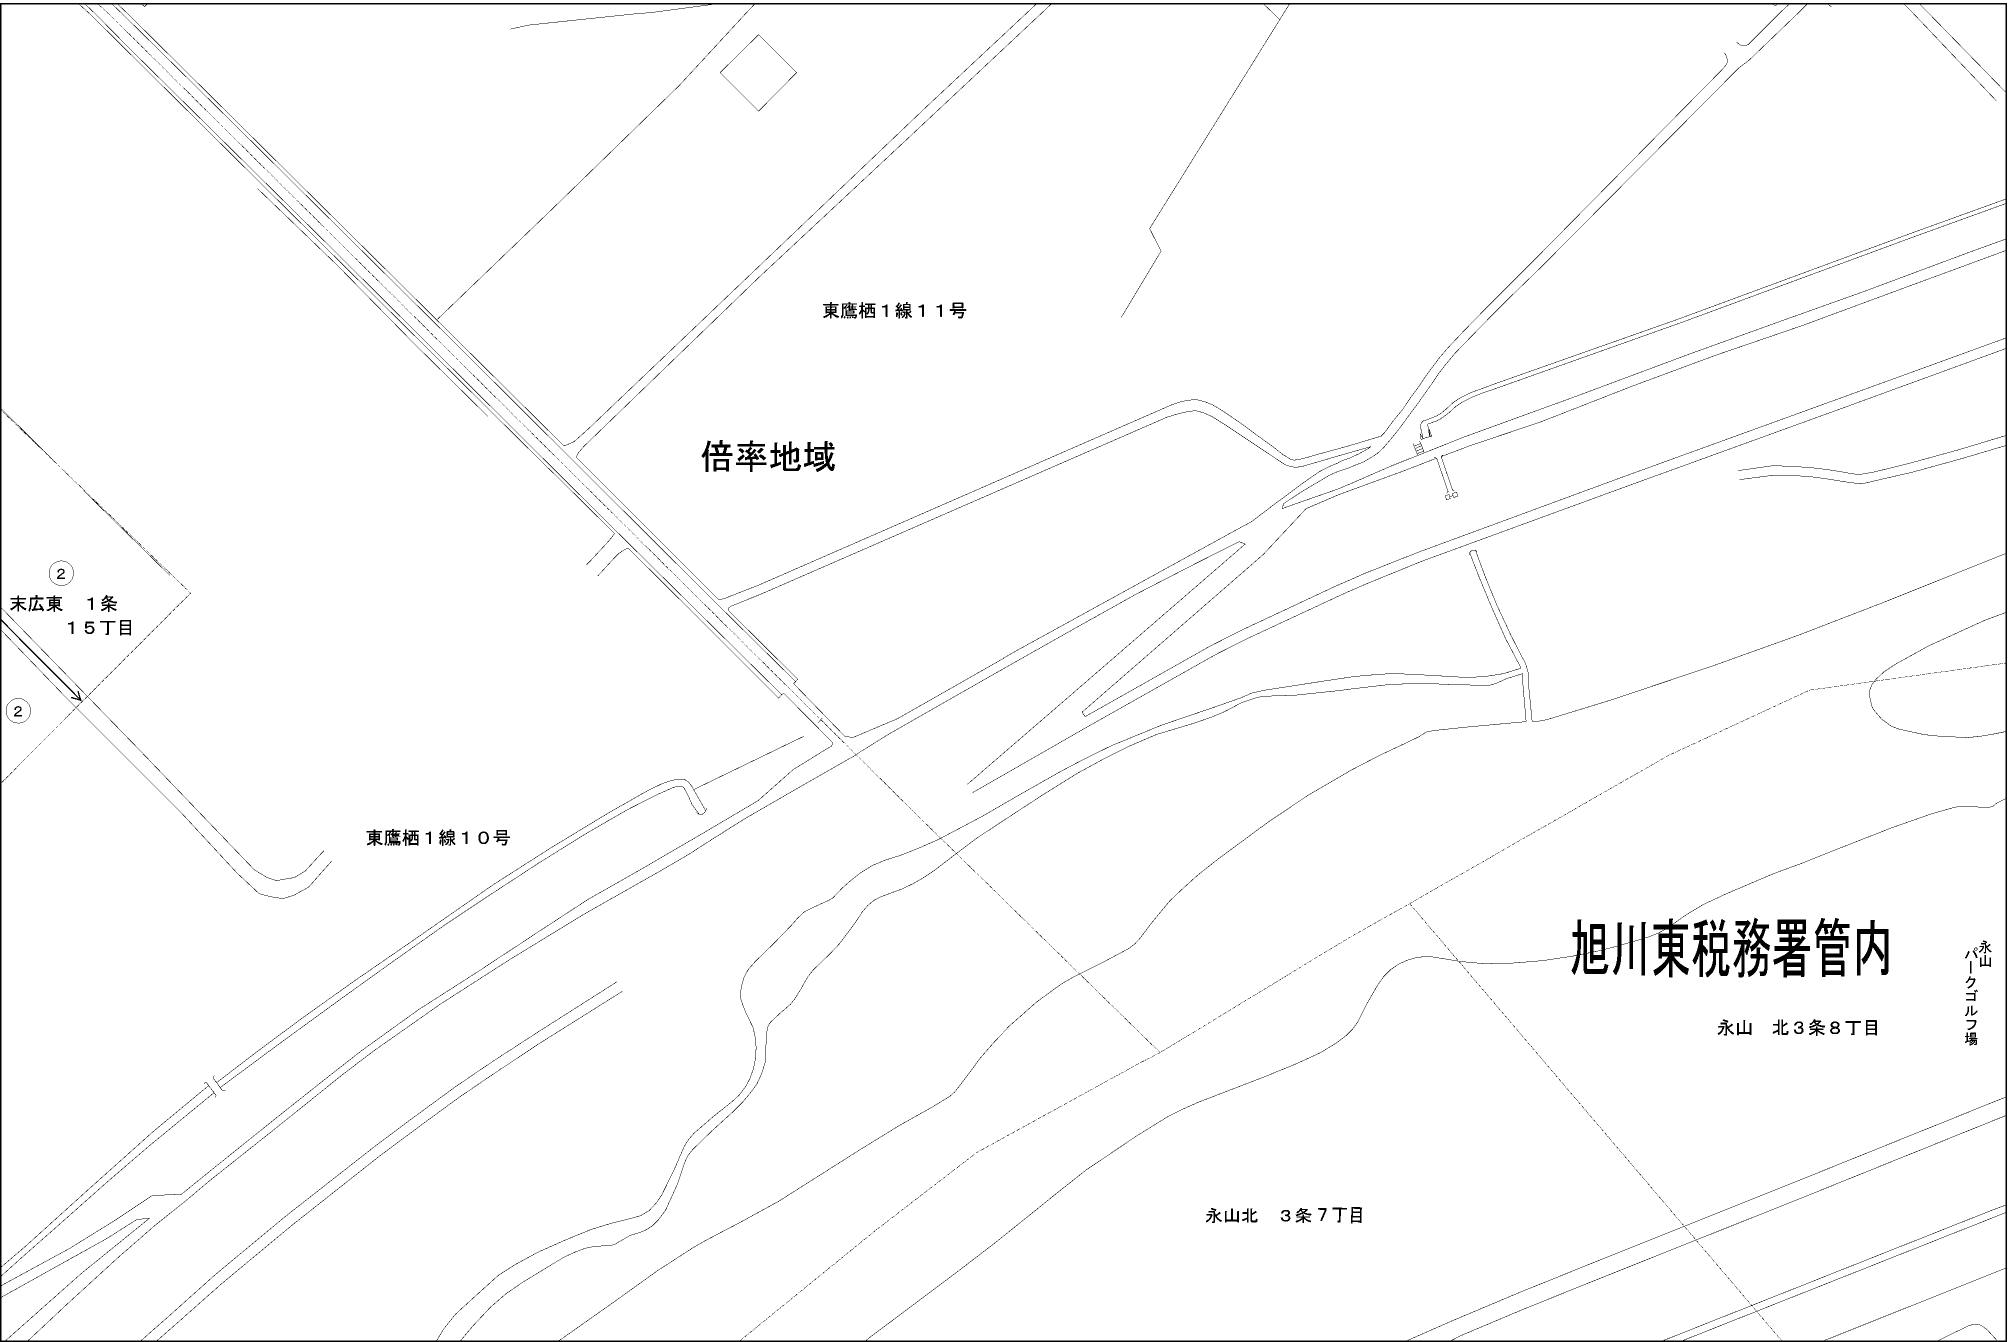 東鷹栖１線１１号
倍率地域
②
末広東　１条
１５丁目
②
東鷹栖１線１０号
旭川東税務署管内
永山
パークゴルフ場
永山　北３条８丁目
永山北　３条７丁目